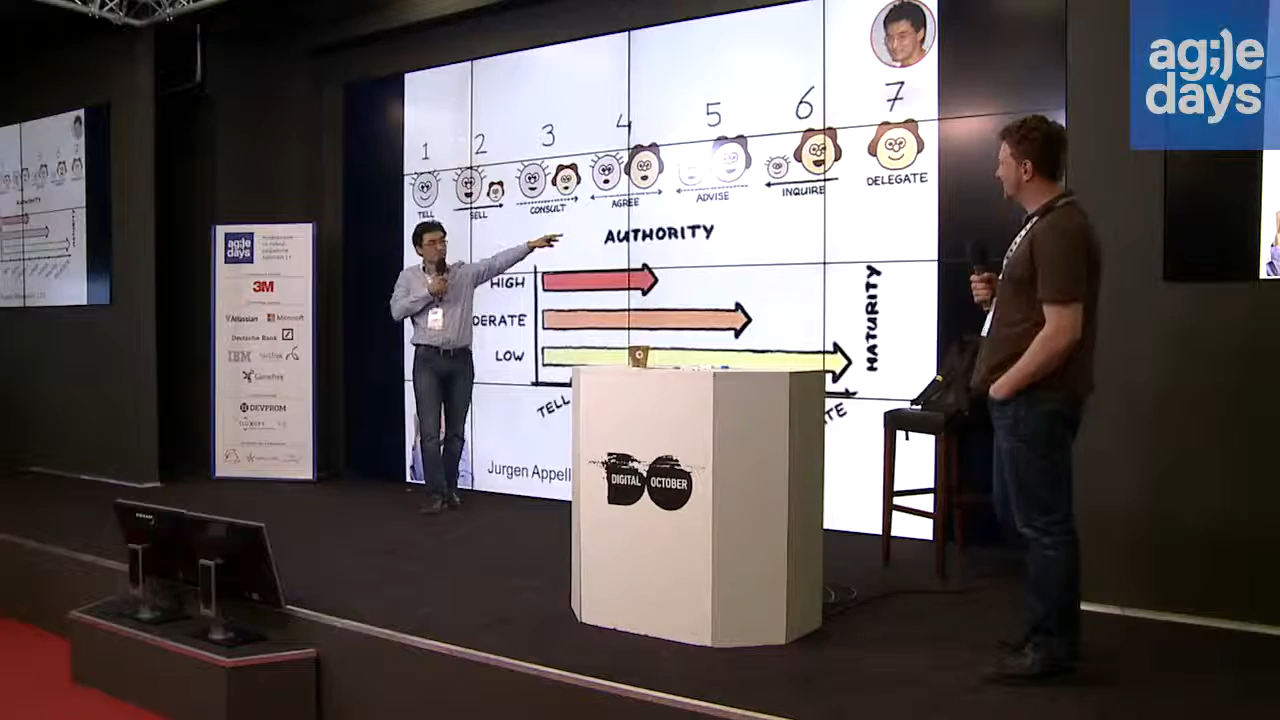 ag;)e
days
1
2
3
4
5
6
7
TELL
SELL
CONSULT
AGREE
ADVISE
INQUIRE
DELEGATE
AUTHORITY
HIGH
DERATE
LOW
MATURITY
TELL
TE
Jurgen Appell
ag;)e
days
3M
Atlassian
Microsoft
Deutsche Bank
IBM
DEVPROM
DIGITAL
OCTOBER